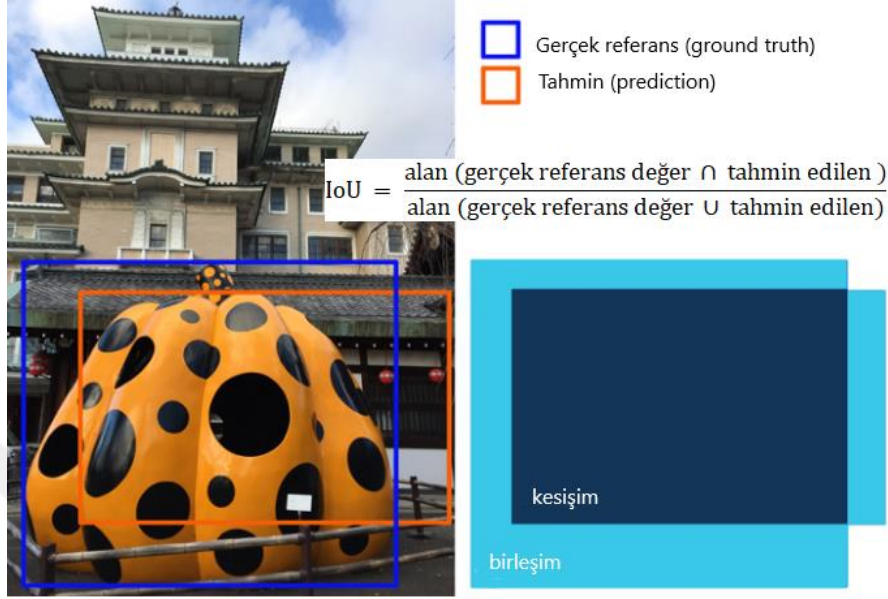 Gerçek referans (ground truth)
Tahmin (prediction)
IoU = alan (gerçek referans değer ∩ tahmin edilen )
alan (gerçek referans değer ∪ tahmin edilen)
kesişim
birleşim